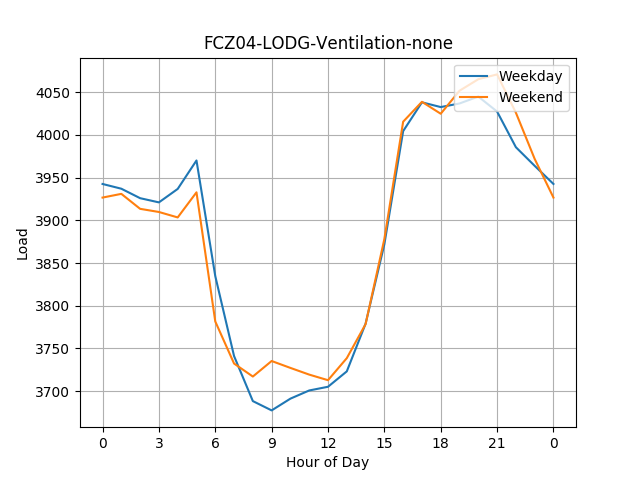 FCZ04-LODG-Ventilation-none
Weekday
Weekend
4050
4000
3950
3900
3850
3800
3750
3700
Load
0 3 6 9 12 15 18 21 0
Hour of Day